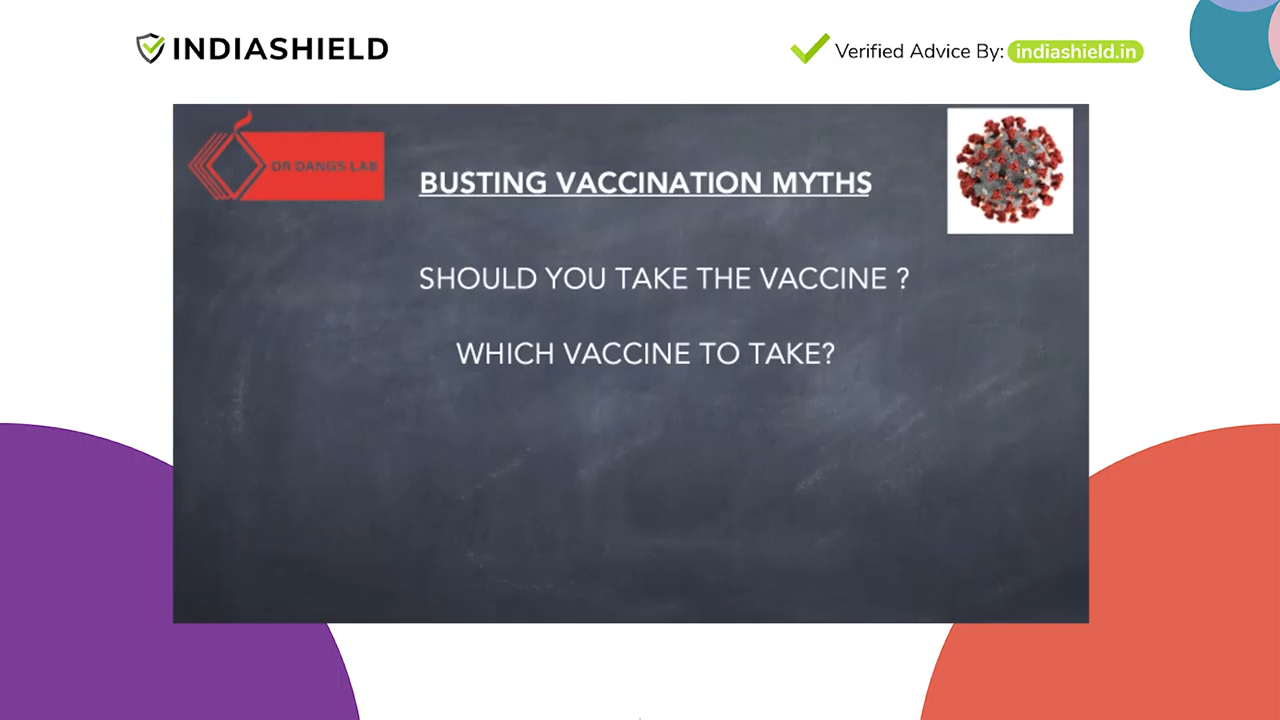 INDIASHIELD
Verified Advice By: indiashield.in
DR DANGS LAB
BUSTING VACCINATION MYTHS
SHOULD YOU TAKE THE VACCINE ?
WHICH VACCINE TO TAKE?